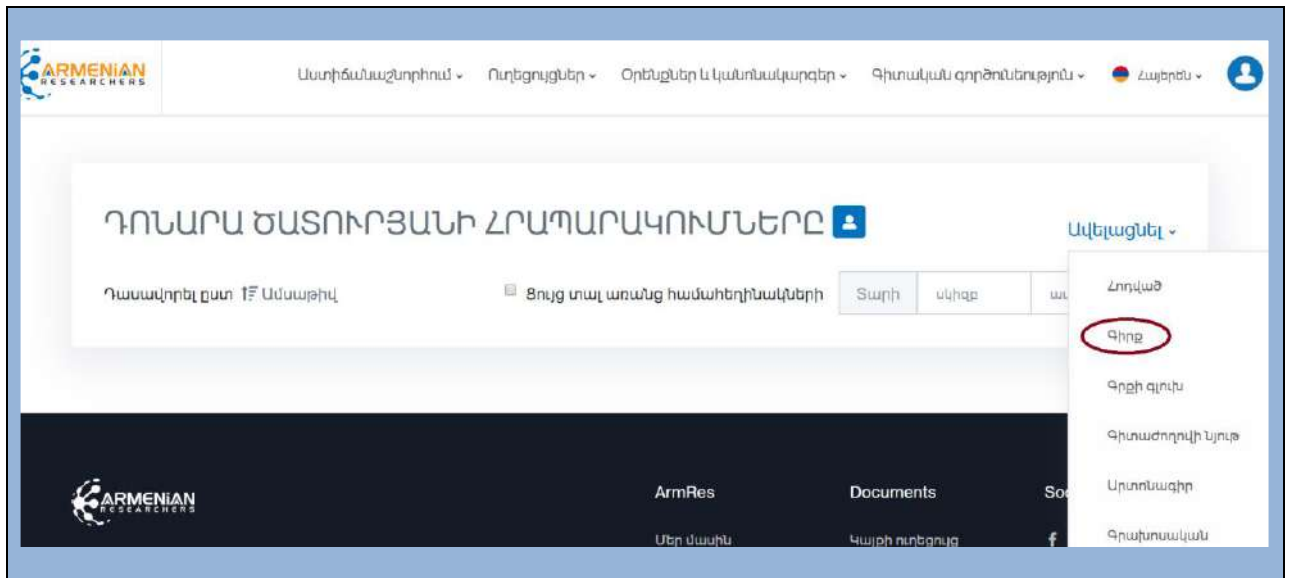 ARMENIAN
RESEARCHERS
Աստիճանաշնորհում Ուղեցույցներ Օրենքներ և կանոնակարգեր Գիտական գործունեություն Հայերեն
ԴՈՆԱՐԱ ԾԱՏՈՒՐՅԱՆԻ ՀՐԱՊԱՐԱԿՈՒՄՆԵՐԸ
Ավելացնել
Դասավորել ըստ Ամսաթիվ Ցույց տալ առանց համահեղինակների Տարի սկիզբ
Հոդված
Գիրք
Գրքի գլուխ
Գիտաժողովի նյութ
Արտոնագիր
Գրախոսական
ARMENIAN
RESEARCHERS
ArmRes Documents
Մեր մասին Կայքի ուղեցույց